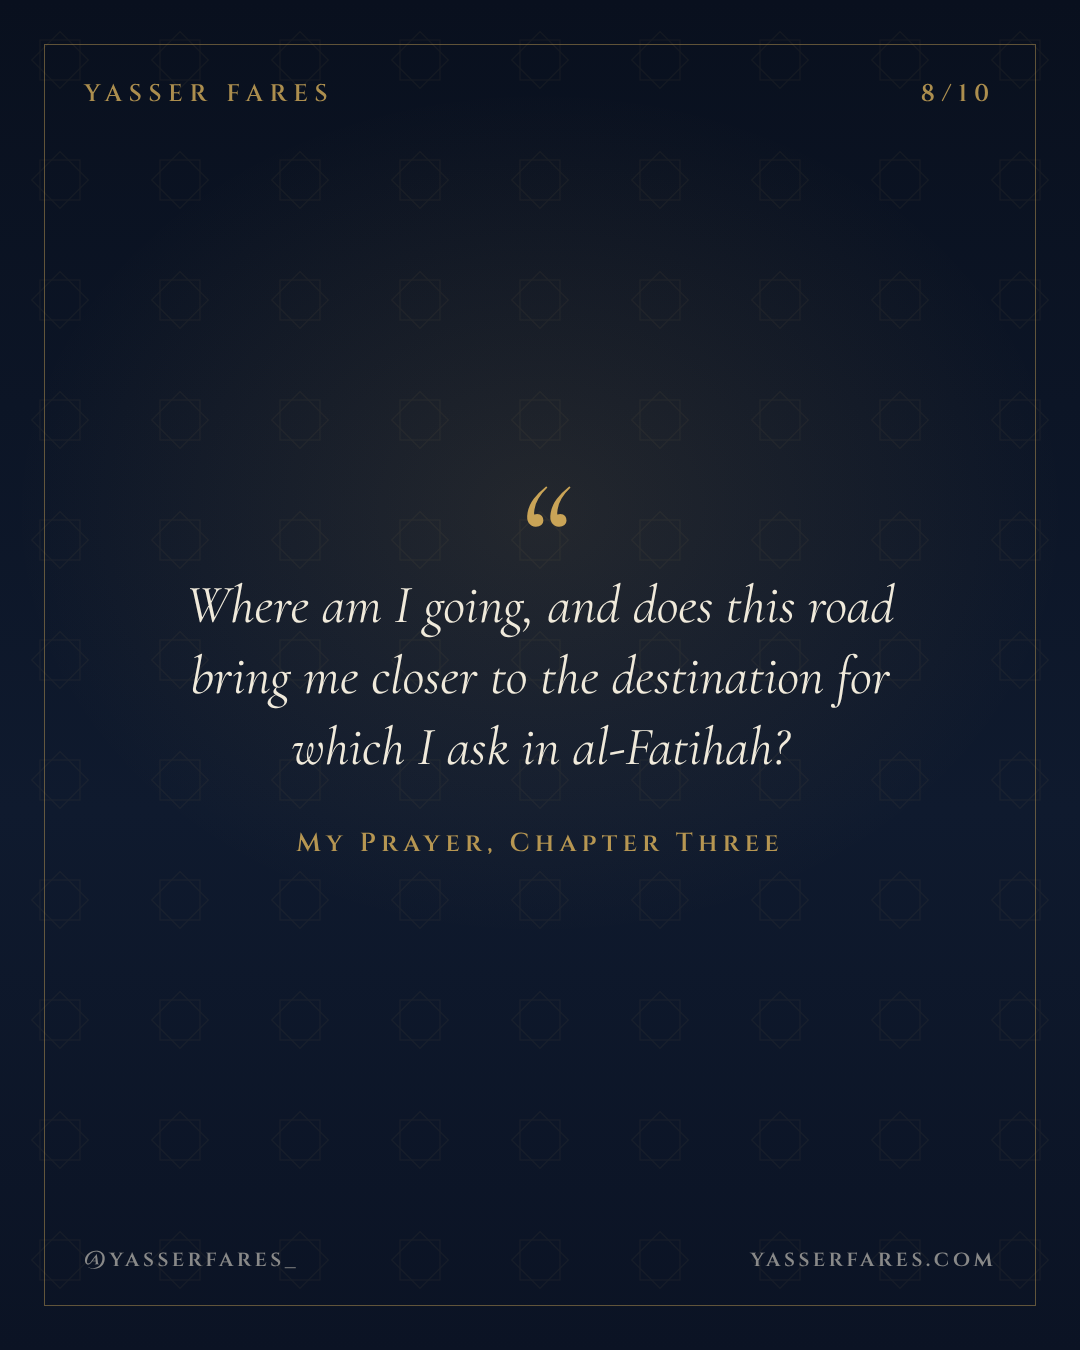 YASSER FARES
8/10
“
Where am I going, and does this road
bring me closer to the destination for
which I ask in al-Fatihah?
My Prayer, Chapter Three
@YASSERFARES_
YASSERFARES.COM